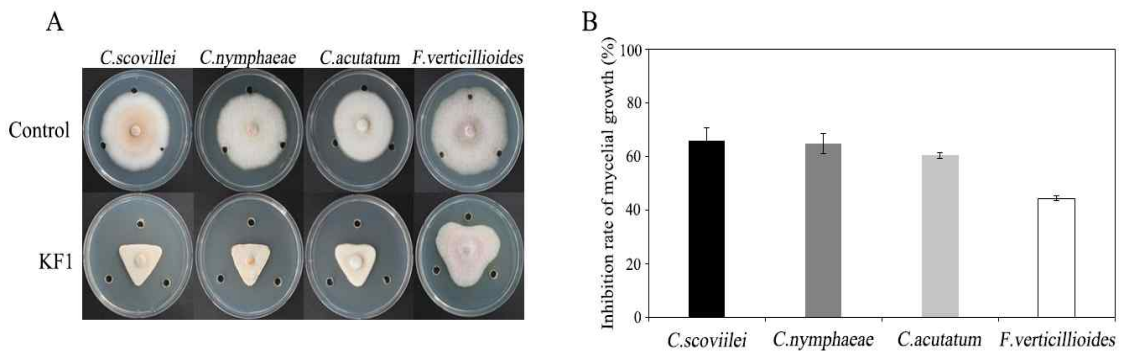 A
C.scovillei C.nymphaeae C.acutatum F.verticillioides
Control
KF1
B
Inhibition rate of mycelial growth (%)
100
80
60
40
20
0
C.scoviilei C.nymphaeae C.acutatum F.verticillioides